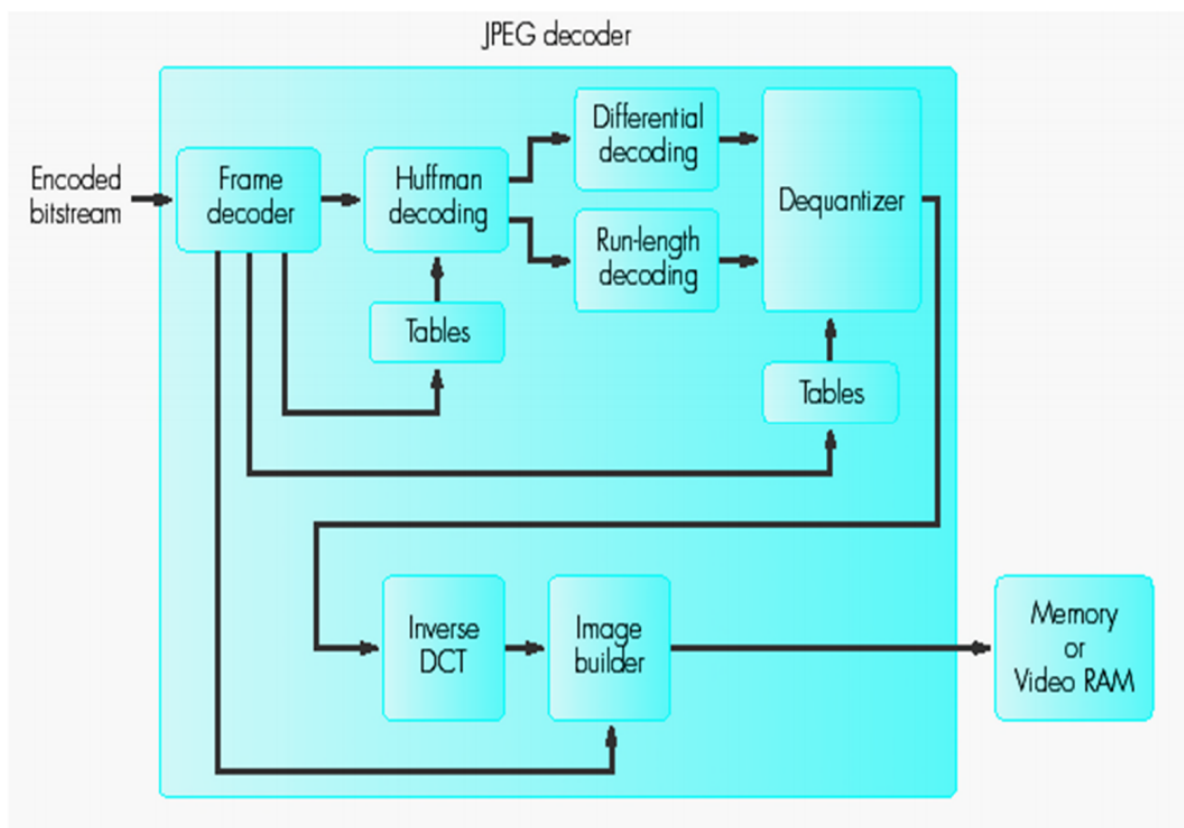 JPEG decoder
Encoded
bitstream
Frame
decoder
Huffman
decoding
Differential
decoding
Run-length
decoding
Dequantizer
Tables
Tables
Inverse
DCT
Image
builder
Memory
or
Video RAM